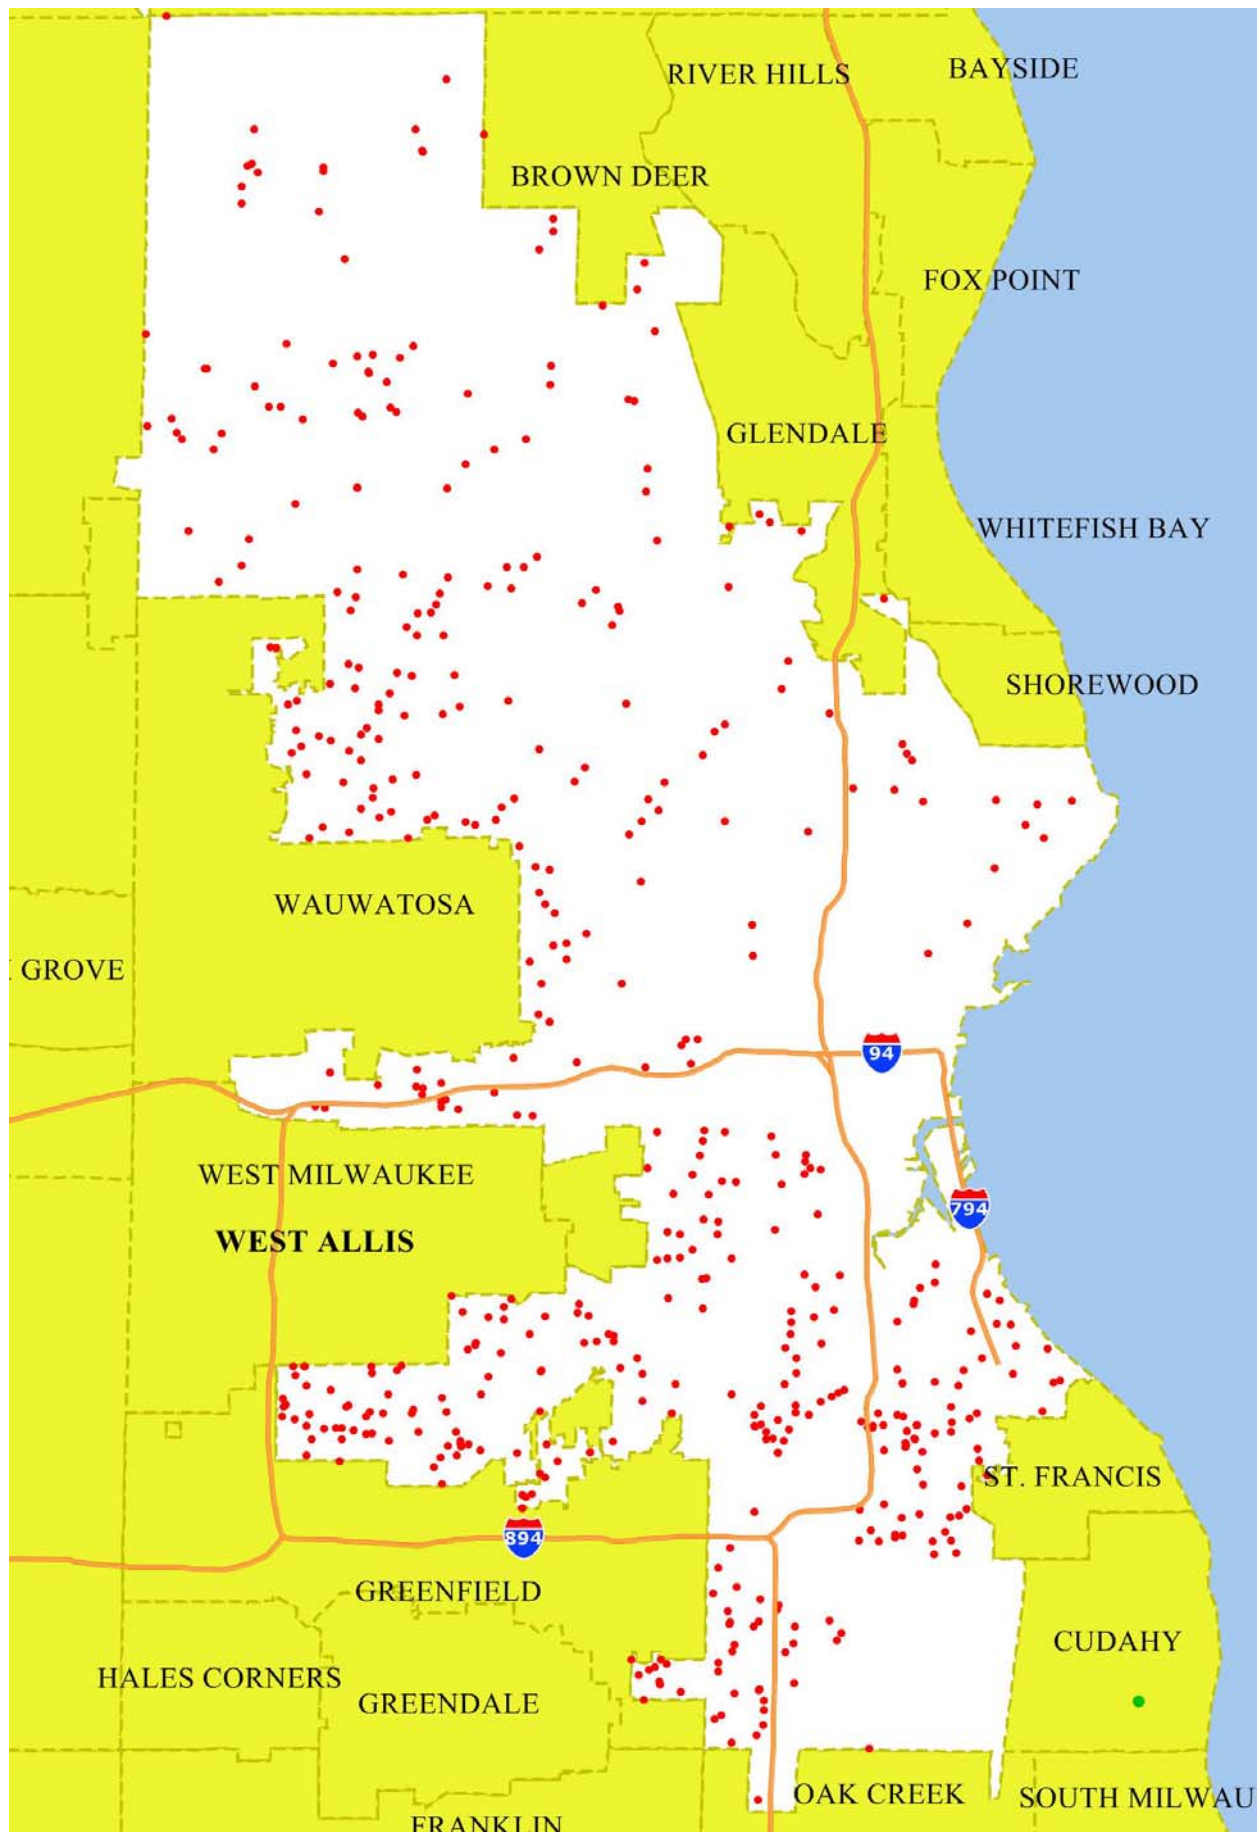 RIVER HILLS
BAYSIDE
BROWN DEER
FOX POINT
GLENDALE
WHITEFISH BAY
SHOREWOOD
WAUWATOSA
GROVE
94
WEST MILWAUKEE
794
WEST ALLIS
ST. FRANCIS
894
GREENFIELD
CUDAHY
HALES CORNERS
GREENDALE
OAK CREEK
SOUTH MILWAU
FRANKLIN